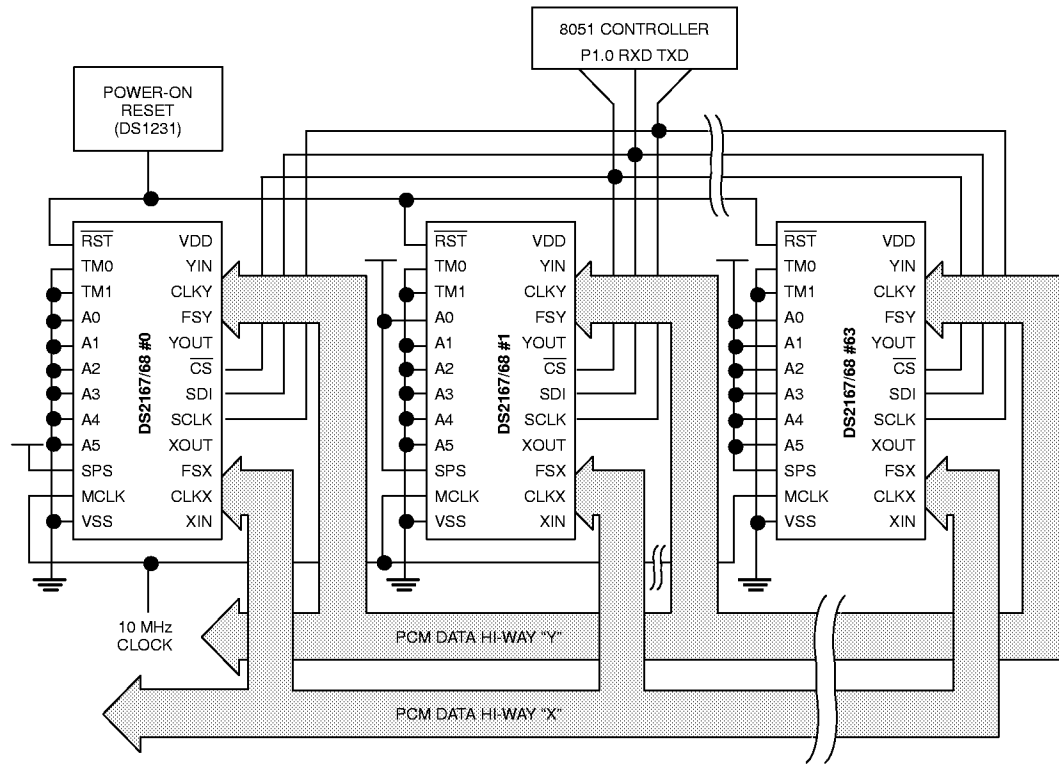 8051 CONTROLLER
P1.0 RXD TXD
POWER-ON
RESET
(DS1231)
RST
TM0
TM1
A0
A1
A2
A3
A4
A5
SPS
MCLK
VSS
DS2167/68 #0
VDD
YIN
CLKY
FSY
YOUT
CS
SDI
SCLK
XOUT
FSX
CLKX
XIN
RST
TM0
TM1
A0
A1
A2
A3
A4
A5
SPS
MCLK
VSS
DS2167/68 #1
VDD
YIN
CLKY
FSY
YOUT
CS
SDI
SCLK
XOUT
FSX
CLKX
XIN
RST
TM0
TM1
A0
A1
A2
A3
A4
A5
SPS
MCLK
VSS
DS2167/68 #63
VDD
YIN
CLKY
FSY
YOUT
CS
SDI
SCLK
XOUT
FSX
CLKX
XIN
10 MHz
CLOCK
PCM DATA HI-WAY "Y"
PCM DATA HI-WAY "X"